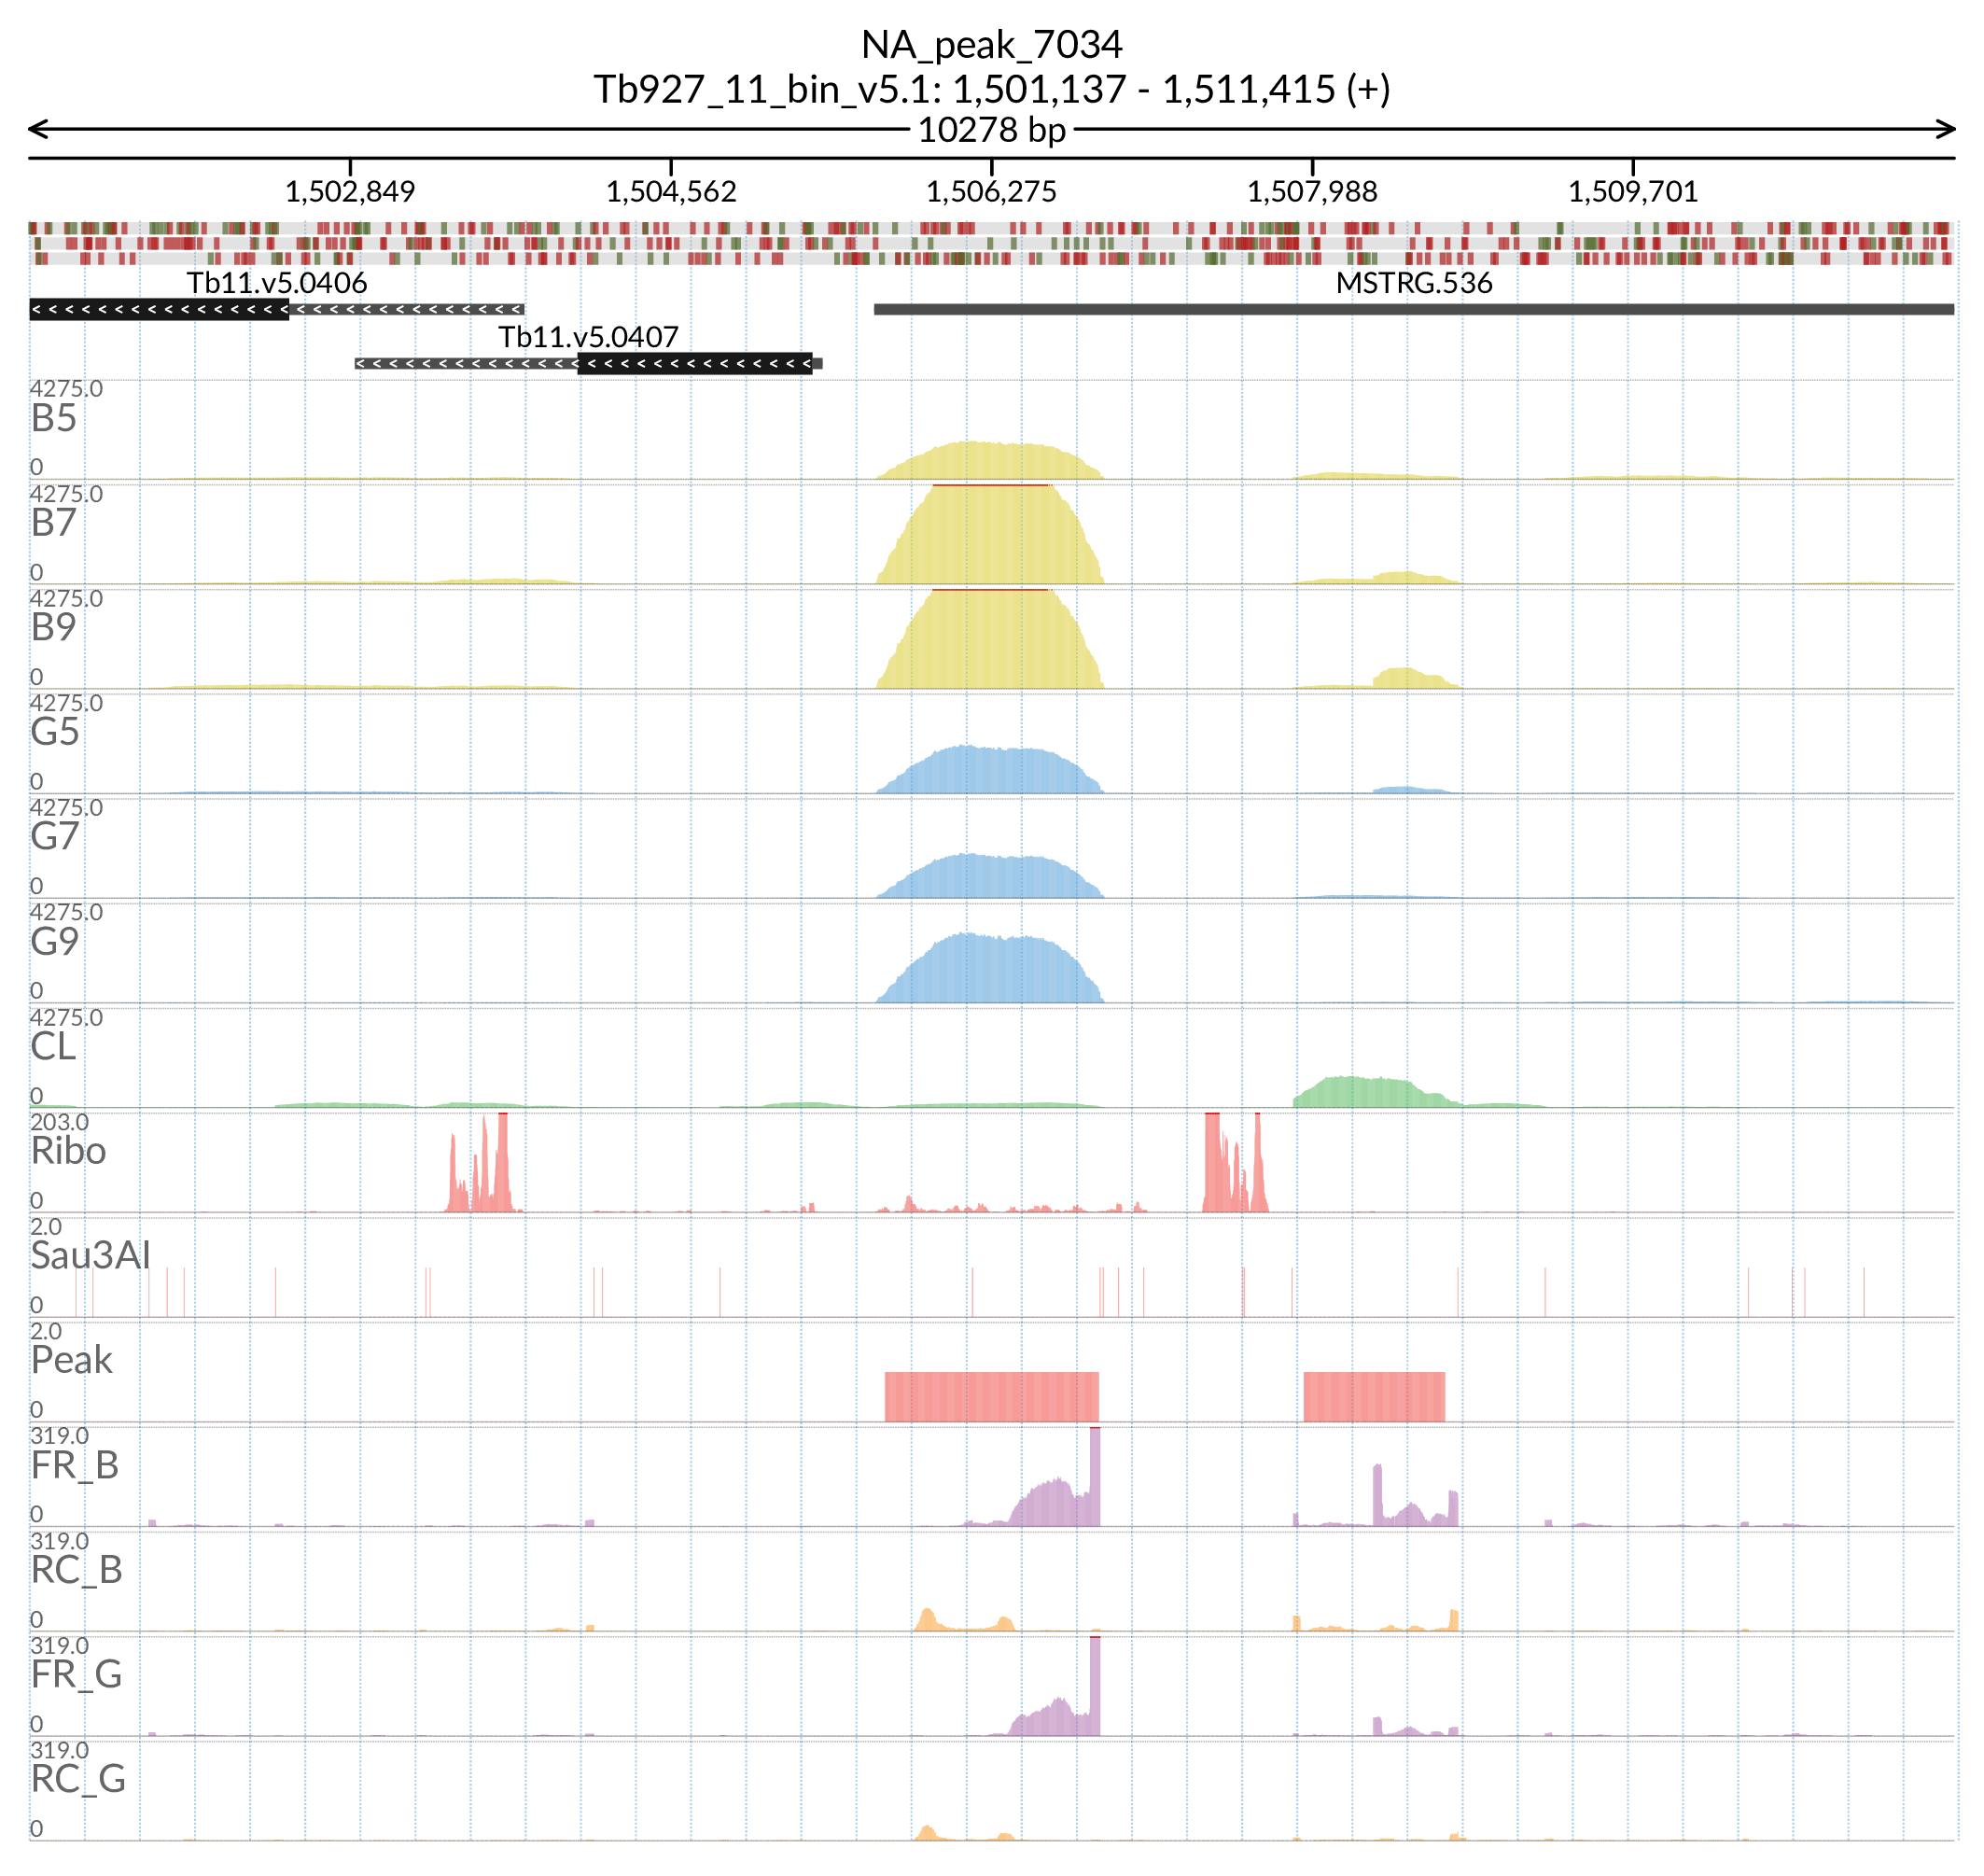 NA_peak_7034
Tb927_11_bin_v5.1: 1,501,137 - 1,511,415 (+)
10278 bp
1,502,849 1,504,562 1,506,275 1,507,988 1,509,701
Tb11.v5.0406 MSTRG.536
Tb11.v5.0407
4275.0
B5
0
4275.0
B7
0
4275.0
B9
0
4275.0
G5
0
4275.0
G7
0
4275.0
G9
0
4275.0
CL
0
203.0
Ribo
0
2.0
Sau3AI
0
2.0
Peak
0
319.0
FR_B
0
319.0
RC_B
0
319.0
FR_G
0
319.0
RC_G
0